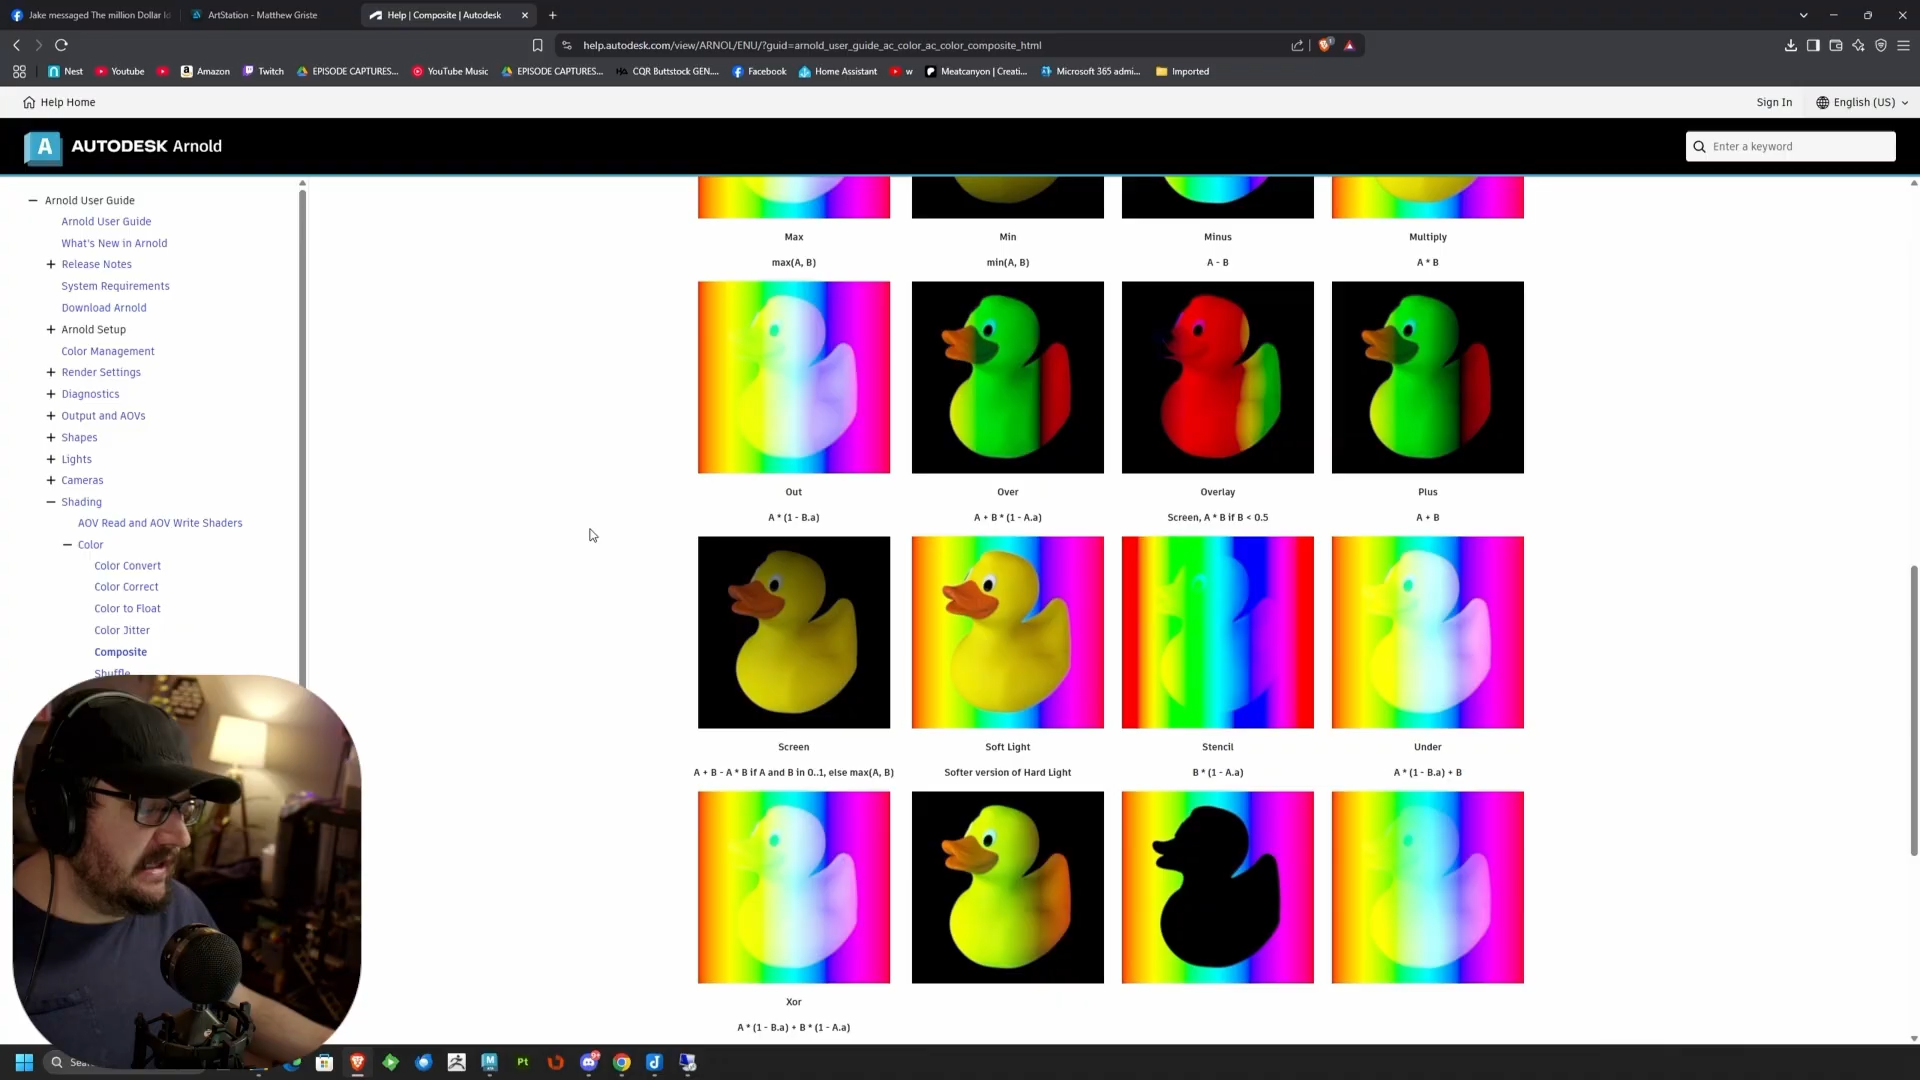 Jake messaged The million Dollar Id
ArtStation - Matthew Griste
Help | Composite | Autodesk
help.autodesk.com/view/ARNOL/ENU/?guid=arnold_user_guide_ac_color_ac_color_composite_html
Nest
Youtube
Amazon
Twitch
EPISODE CAPTURES...
YouTube Music
EPISODE CAPTURES...
CQR Buttstock GEN....
Facebook
Home Assistant
w
Meatcanyon | Creati...
Microsoft 365 admi...
Imported
Help Home
Sign In
English (US)
A AUTODESK Arnold
Enter a keyword
Arnold User Guide
Arnold User Guide
What's New in Arnold
Release Notes
System Requirements
Download Arnold
Arnold Setup
Color Management
Render Settings
Diagnostics
Output and AOVs
Shapes
Lights
Cameras
Shading
AOV Read and AOV Write Shaders
Color
Color Convert
Color Correct
Color to Float
Color Jitter
Composite
Shuffle
Max Min Minus Multiply
max(A, B) min(A, B) A - B A * B
Out Over Overlay Plus
A * (1 - B.a) A + B * (1 - A.a) Screen, A * B if B < 0.5 A + B
Screen Soft Light Stencil Under
A + B - A * B if A and B in 0..1, else max(A, B) Softer version of Hard Light B * (1 - A.a) A * (1 - B.a) + B
Xor
A * (1 - B.a) + B * (1 - A.a)
Pt